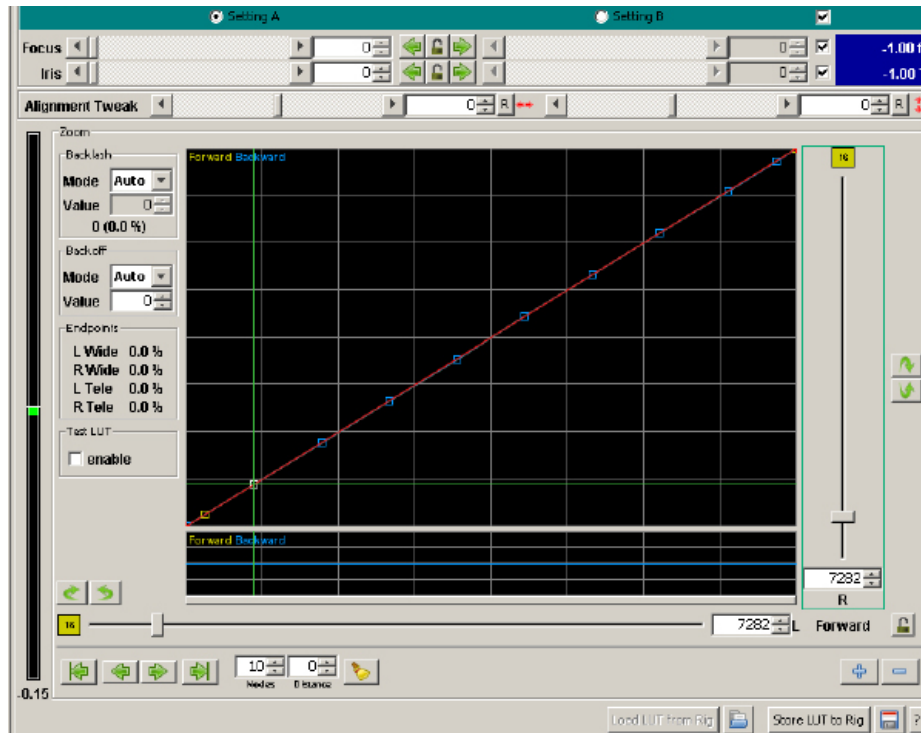 Setting A Setting B
Focus 0 0 -1.00 f
Iris 0 0 -1.00 T
Alignment Tweak 0 R 0 R
Zoom
Backlash
Mode Auto
Value 0
0 (0.0 %)
Backoff
Mode Auto
Value 0
Endpoints
L Wide 0.0 %
R Wide 0.0 %
L Tele 0.0 %
R Tele 0.0 %
Test LUT
enable
Forward Backward
16
Forward Backward
7282
R
16 7282 L Forward
10 0
Nodes Distance
-0.15
Load LUT from Rig Store LUT to Rig ?